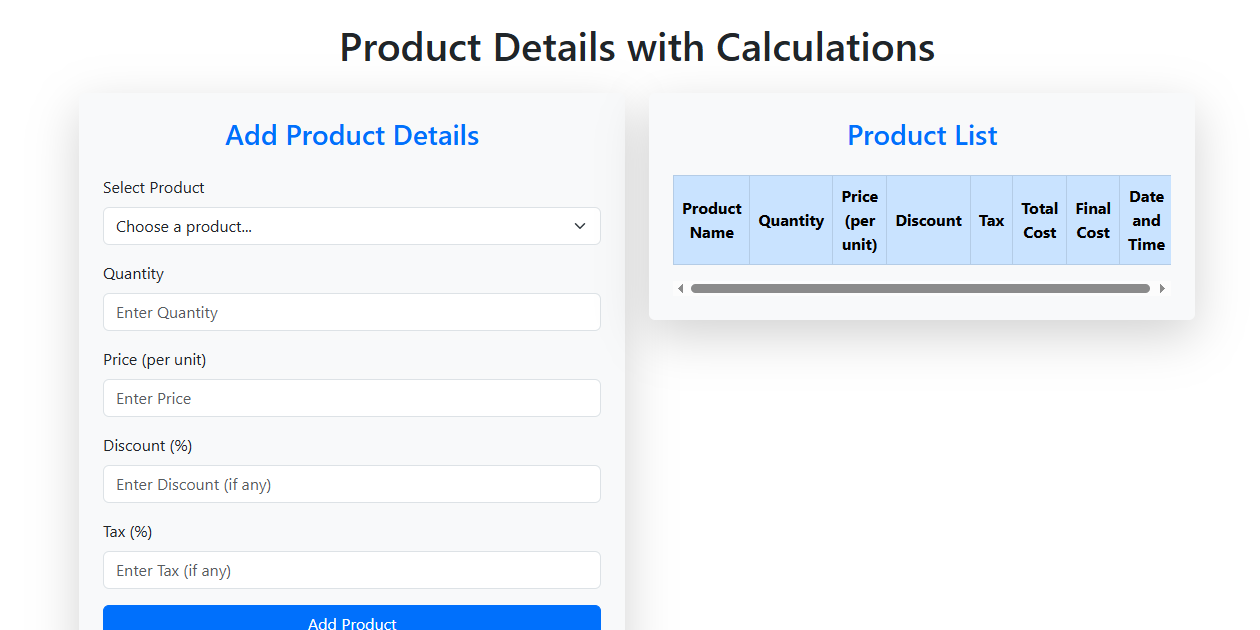 Product Details with Calculations
Add Product Details
Select Product
Choose a product...
Quantity
Enter Quantity
Price (per unit)
Enter Price
Discount (%)
Enter Discount (if any)
Tax (%)
Enter Tax (if any)
Add Product
Product List
Product
Name
Quantity
Price
(per
unit)
Discount
Tax
Total
Cost
Final
Cost
Date
and
Time